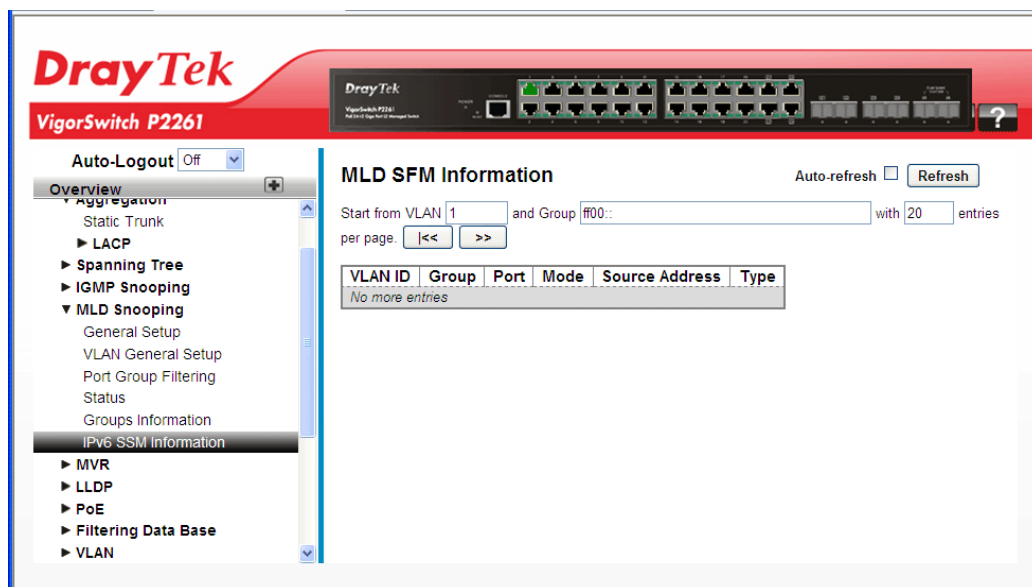 DrayTek
VigorSwitch P2261
DrayTek
VigorSwitch P2261
?
Auto-Logout Off
Overview
Aggregation
Static Trunk
LACP
Spanning Tree
IGMP Snooping
MLD Snooping
General Setup
VLAN General Setup
Port Group Filtering
Status
Groups Information
IPv6 SSM Information
MVR
LLDP
PoE
Filtering Data Base
VLAN
MLD SFM Information
Auto-refresh Refresh
Start from VLAN 1 and Group ff00:: with 20 entries
per page. |<< >>
VLAN ID Group Port Mode Source Address Type
No more entries